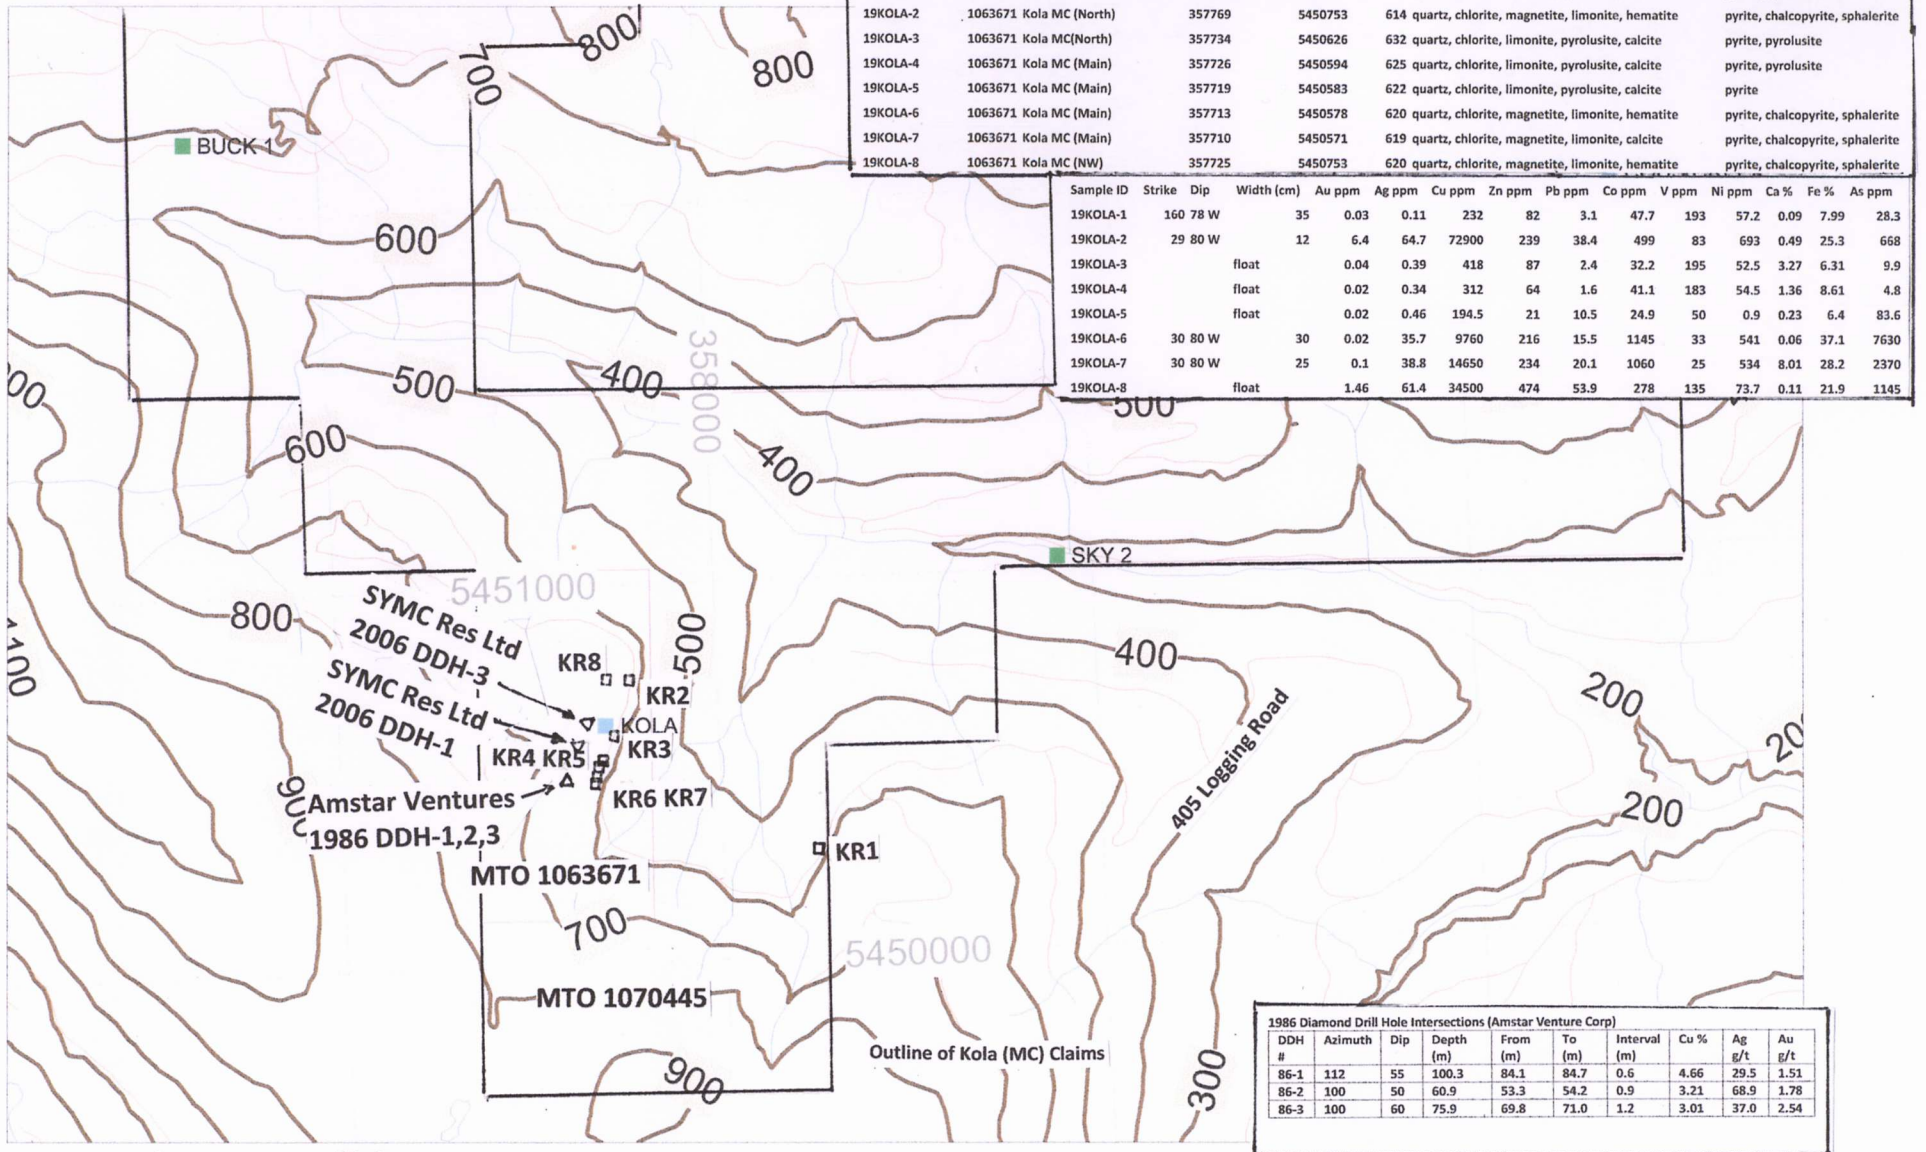 19KOLA-2 1063671 Kola MC (North) 357769 5450753 614 quartz, chlorite, magnetite, limonite, hematite pyrite, chalcopyrite, sphalerite
19KOLA-3 1063671 Kola MC(North) 357734 5450626 632 quartz, chlorite, limonite, pyrolusite, calcite pyrite, pyrolusite
19KOLA-4 1063671 Kola MC (Main) 357726 5450594 625 quartz, chlorite, limonite, pyrolusite, calcite pyrite, pyrolusite
19KOLA-5 1063671 Kola MC (Main) 357719 5450583 622 quartz, chlorite, limonite, pyrolusite, calcite pyrite
19KOLA-6 1063671 Kola MC (Main) 357713 5450578 620 quartz, chlorite, magnetite, limonite, hematite pyrite, chalcopyrite, sphalerite
19KOLA-7 1063671 Kola MC (Main) 357710 5450571 619 quartz, chlorite, magnetite, limonite, calcite pyrite, chalcopyrite, sphalerite
19KOLA-8 1063671 Kola MC (NW) 357725 5450753 620 quartz, chlorite, magnetite, limonite, hematite pyrite, chalcopyrite, sphalerite
Sample ID Strike Dip Width (cm) Au ppm Ag ppm Cu ppm Zn ppm Pb ppm Co ppm V ppm Ni ppm Ca % Fe % As ppm
19KOLA-1 160 78 W 35 0.03 0.11 232 82 3.1 47.7 193 57.2 0.09 7.99 28.3
19KOLA-2 29 80 W 12 6.4 64.7 72900 239 38.4 499 83 693 0.49 25.3 668
19KOLA-3 float 0.04 0.39 418 87 2.4 32.2 195 52.5 3.27 6.31 9.9
19KOLA-4 float 0.02 0.34 312 64 1.6 41.1 183 54.5 1.36 8.61 4.8
19KOLA-5 float 0.02 0.46 194.5 21 10.5 24.9 50 0.9 0.23 6.4 83.6
19KOLA-6 30 80 W 30 0.02 35.7 9760 216 15.5 1145 33 541 0.06 37.1 7630
19KOLA-7 30 80 W 25 0.1 38.8 14650 234 20.1 1060 25 534 8.01 28.2 2370
19KOLA-8 float 1.46 61.4 34500 474 53.9 278 135 73.7 0.11 21.9 1145
800
700
800
BUCK 1
600
358000
500
400
500
600
400
SKY 2
5451000
800
SYMC Res Ltd
2006 DDH-3
SYMC Res Ltd
2006 DDH-1
KR8
KR2
500
400
KOLA
KR3
KR4 KR5
KR6 KR7
Amstar Ventures
1986 DDH-1,2,3
900
KR1
405 Logging Road
200
200
MTO 1063671
700
5450000
MTO 1070445
Outline of Kola (MC) Claims
900
300
1986 Diamond Drill Hole Intersections (Amstar Venture Corp)
DDH # Azimuth Dip Depth (m) From (m) To (m) Interval (m) Cu % Ag g/t Au g/t
86-1 112 55 100.3 84.1 84.7 0.6 4.66 29.5 1.51
86-2 100 50 60.9 53.3 54.2 0.9 3.21 68.9 1.78
86-3 100 60 75.9 69.8 71.0 1.2 3.01 37.0 2.54